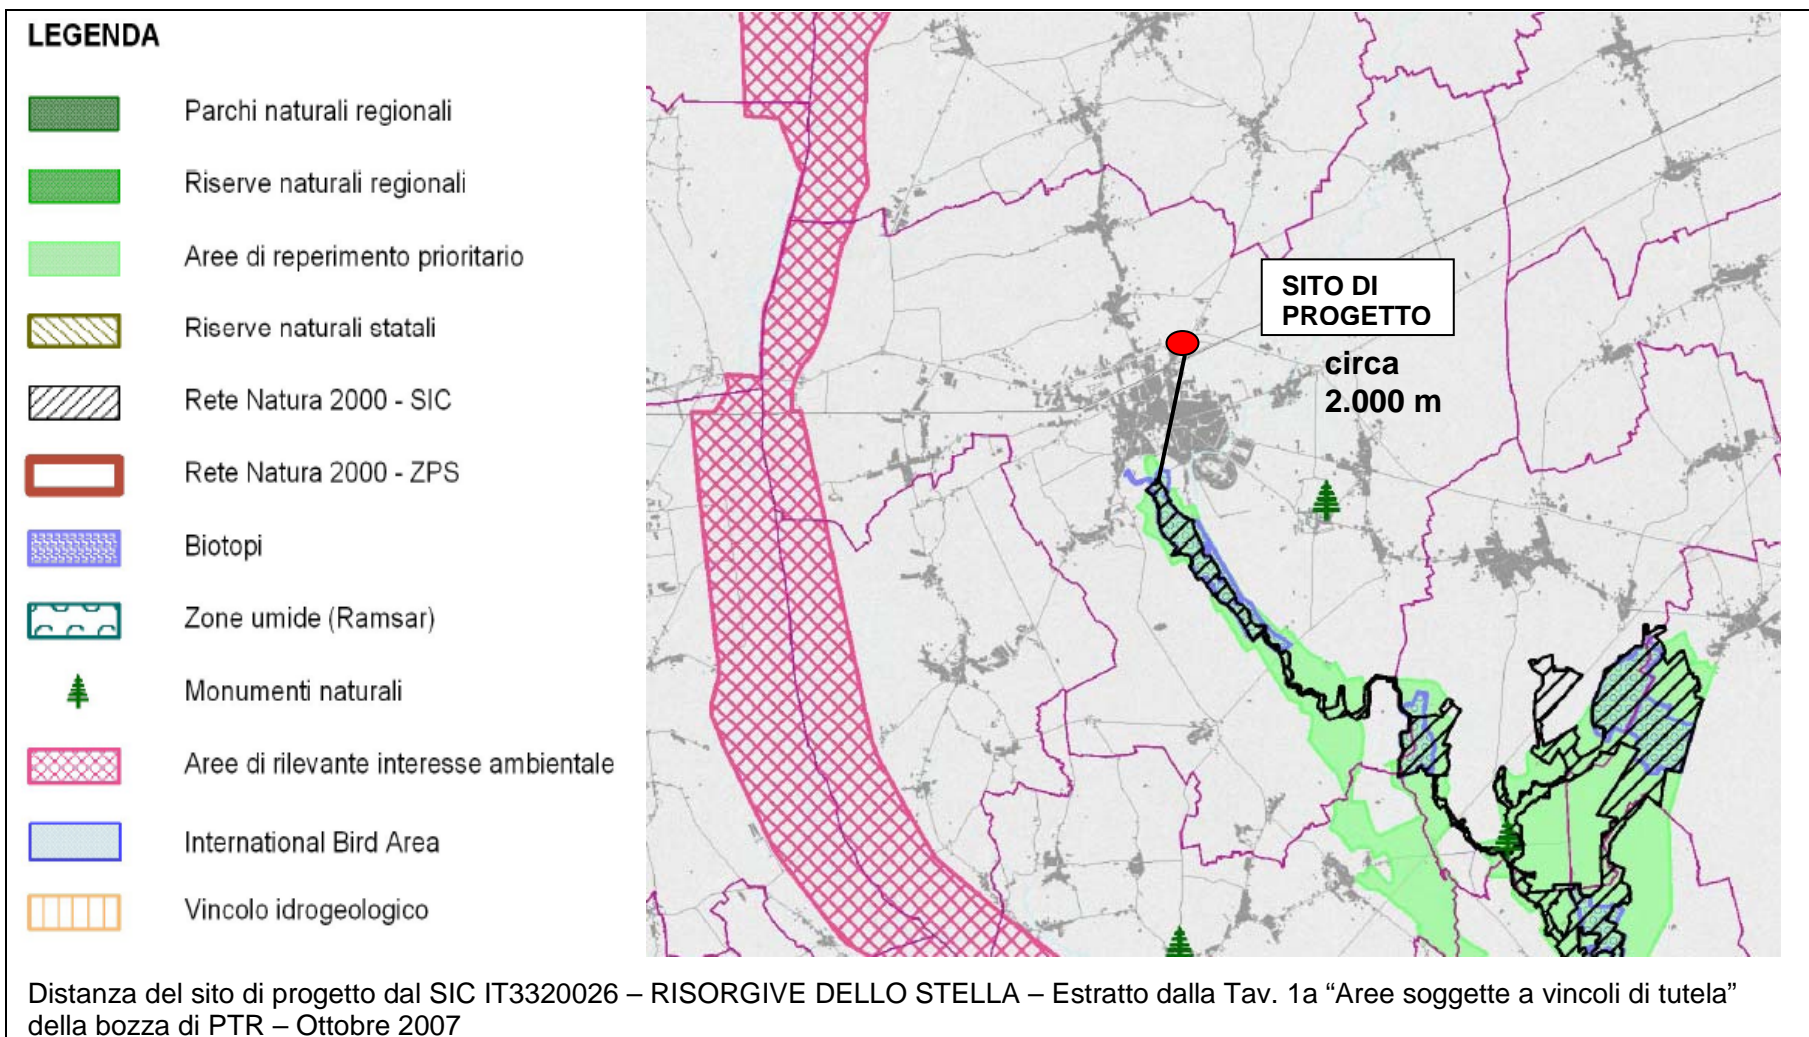 LEGENDA
Parchi naturali regionali
Riserve naturali regionali
Aree di reperimento prioritario
Riserve naturali statali
Rete Natura 2000 - SIC
Rete Natura 2000 - ZPS
Biotopi
Zone umide (Ramsar)
Monumenti naturali
Aree di rilevante interesse ambientale
International Bird Area
Vincolo idrogeologico
SITO DI
PROGETTO
circa
2.000 m
Distanza del sito di progetto dal SIC IT3320026 – RISORGIVE DELLO STELLA – Estratto dalla Tav. 1a “Aree soggette a vincoli di tutela”
della bozza di PTR – Ottobre 2007